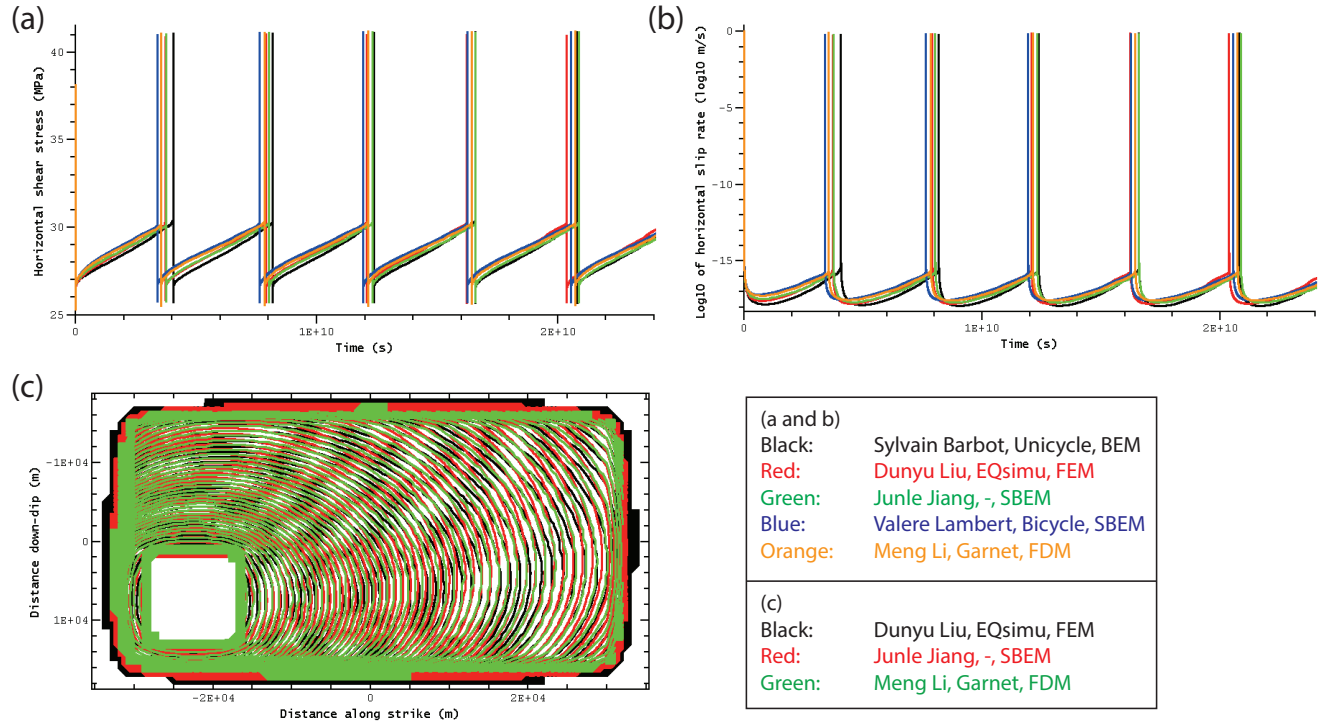 (a)
Horizontal shear stress (MPa)
40
35
30
25
1E+10
2E+10
Time (s)
(b)
Log10 of horizontal slip rate (log10 m/s)
0
-5
-10
-15
0
1E+10
2E+10
Time (s)
(c)
Distance down-dip (m)
-1E+04
0
1E+04
-2E+04
0
2E+04
Distance along strike (m)
(a and b)
Black: Sylvain Barbot, Unicycle, BEM
Red: Dunyu Liu, EQsimu, FEM
Green: Junle Jiang, -, SBEM
Blue: Valere Lambert, Bicycle, SBEM
Orange: Meng Li, Garnet, FDM
(c)
Black: Dunyu Liu, EQsimu, FEM
Red: Junle Jiang, -, SBEM
Green: Meng Li, Garnet, FDM